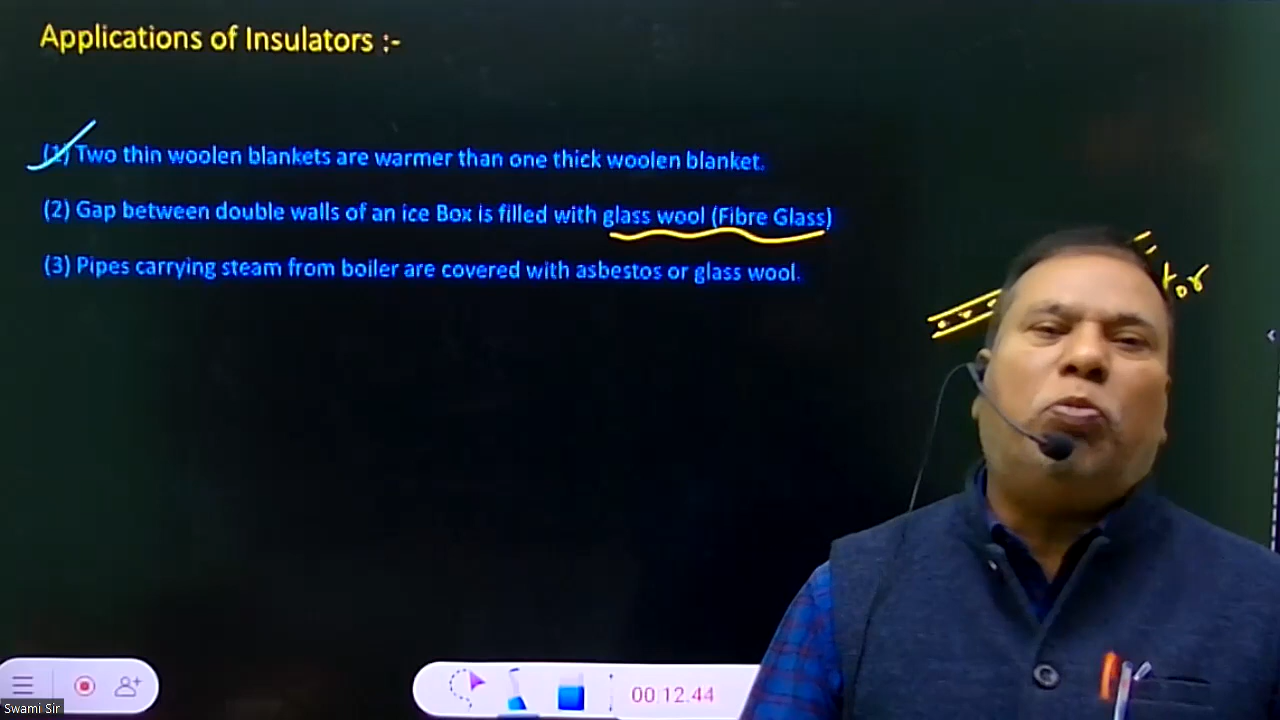 Applications of Insulators :-
(1) Two thin woolen blankets are warmer than one thick woolen blanket.
(2) Gap between double walls of an ice Box is filled with glass wool (Fibre Glass)
(3) Pipes carrying steam from boiler are covered with asbestos or glass wool.
tor
00:12.44
Swami Sir